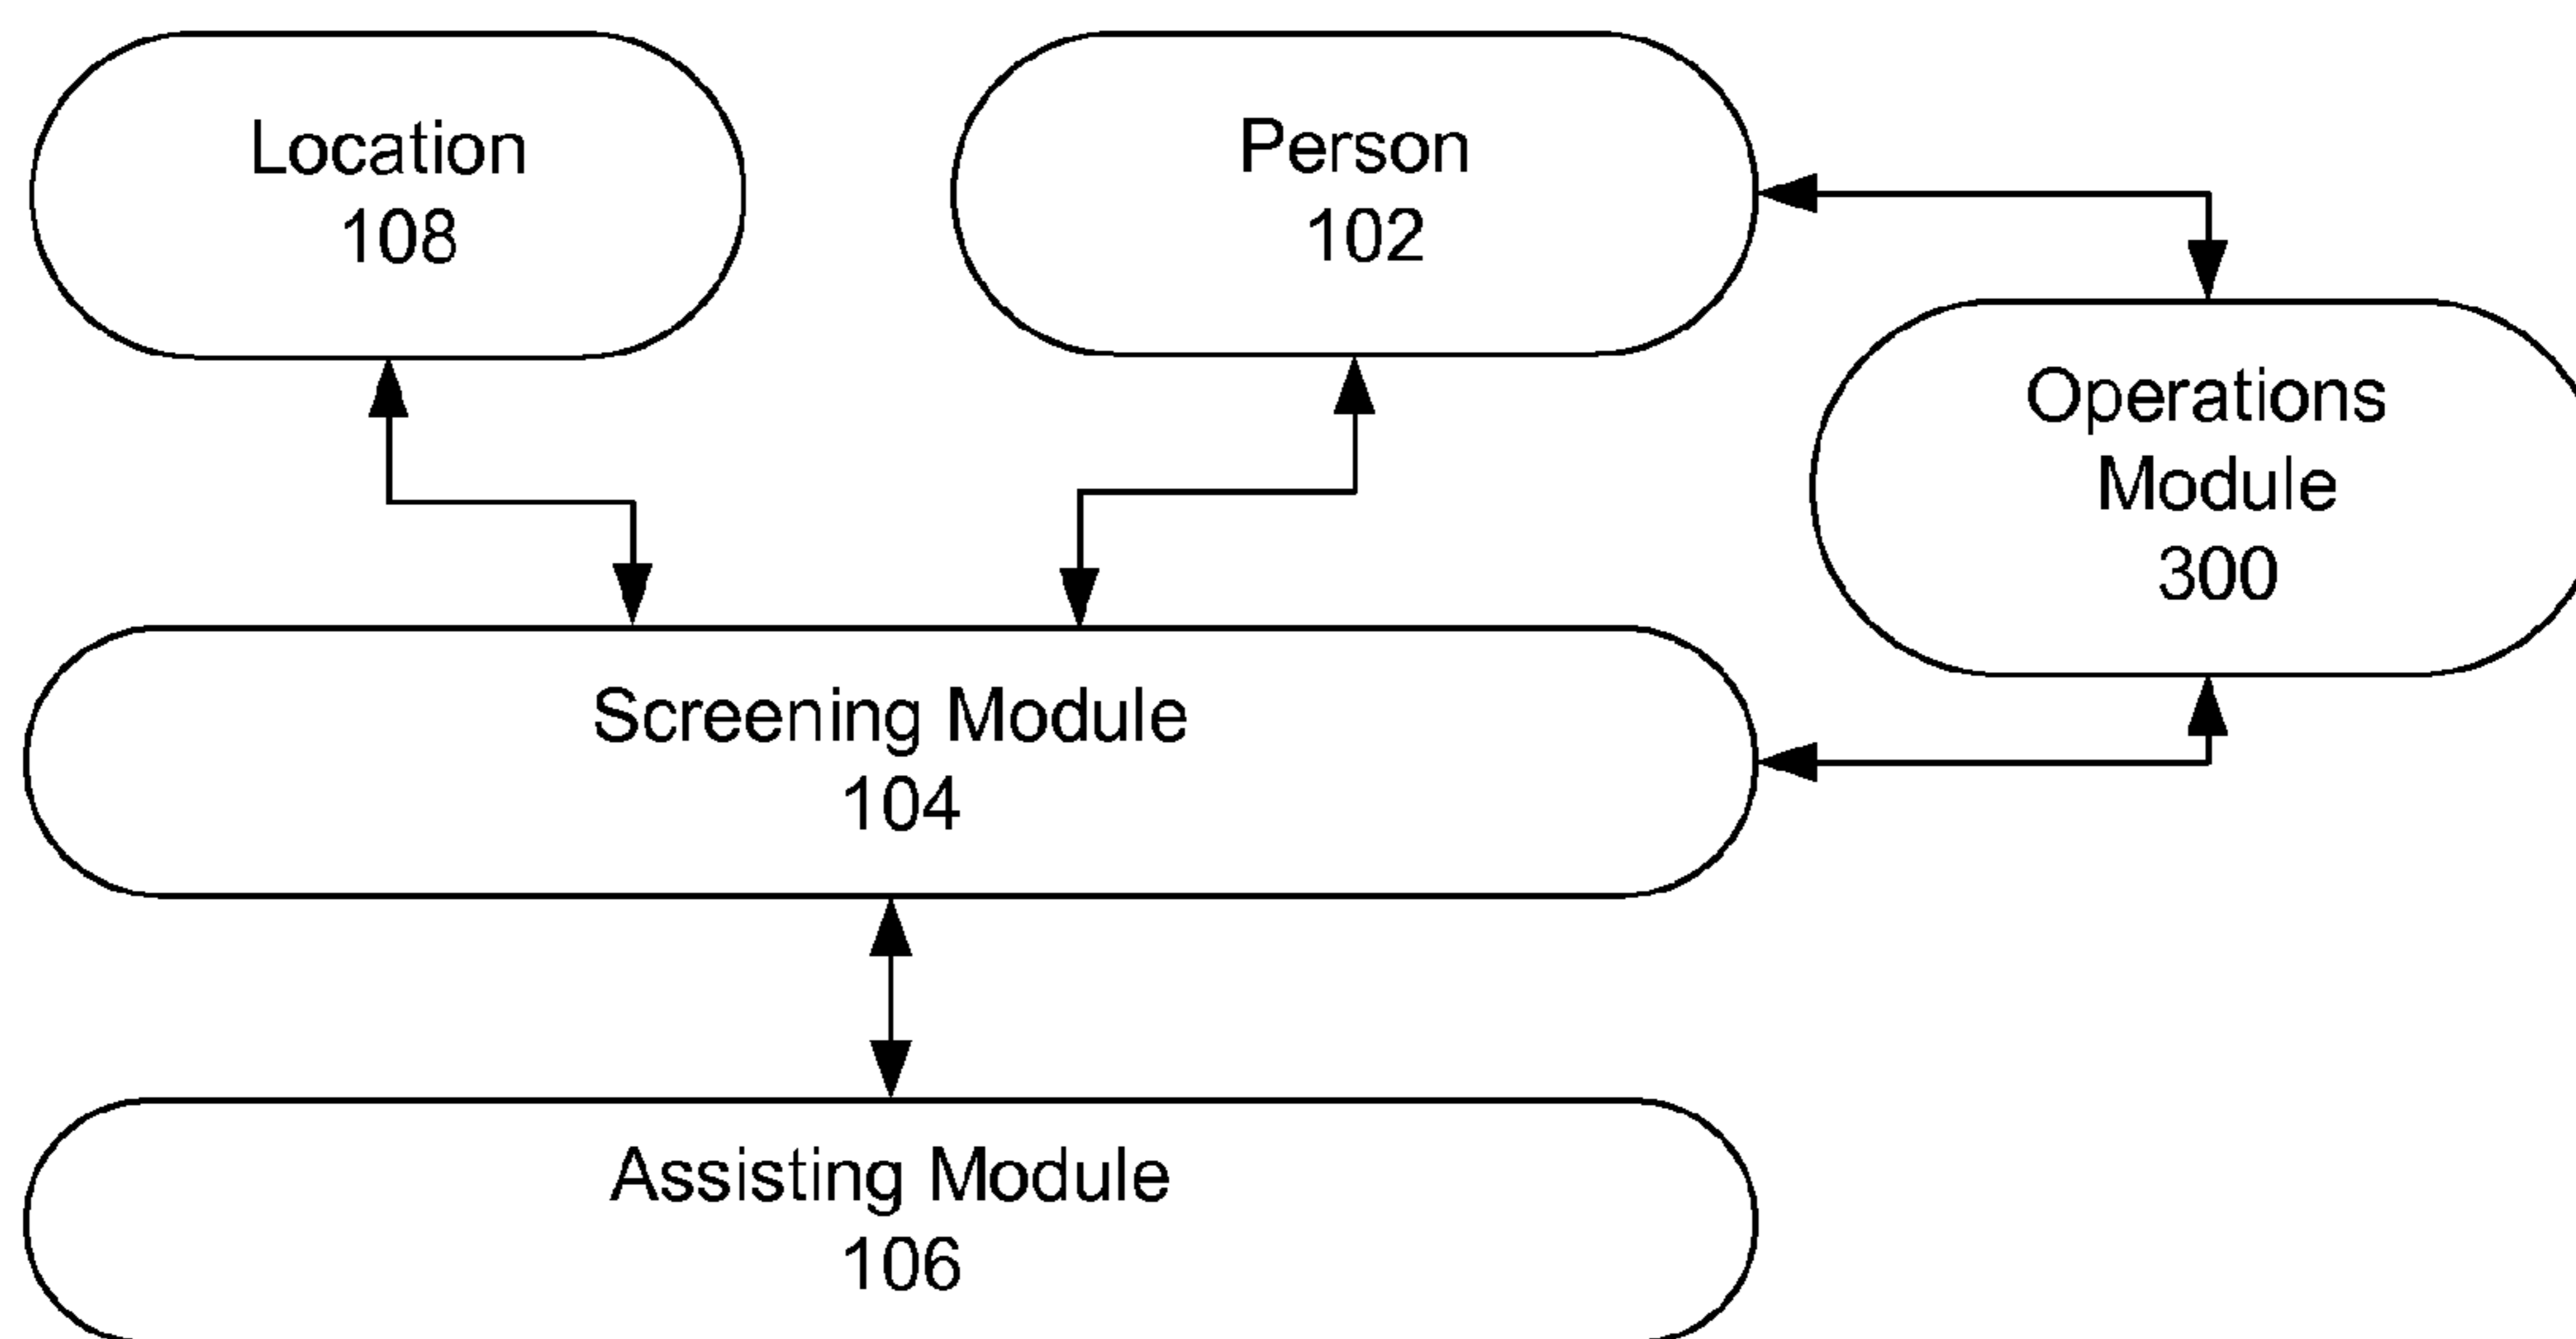 Location
108
Person
102
Operations
Module
300
Screening Module
104
Assisting Module
106